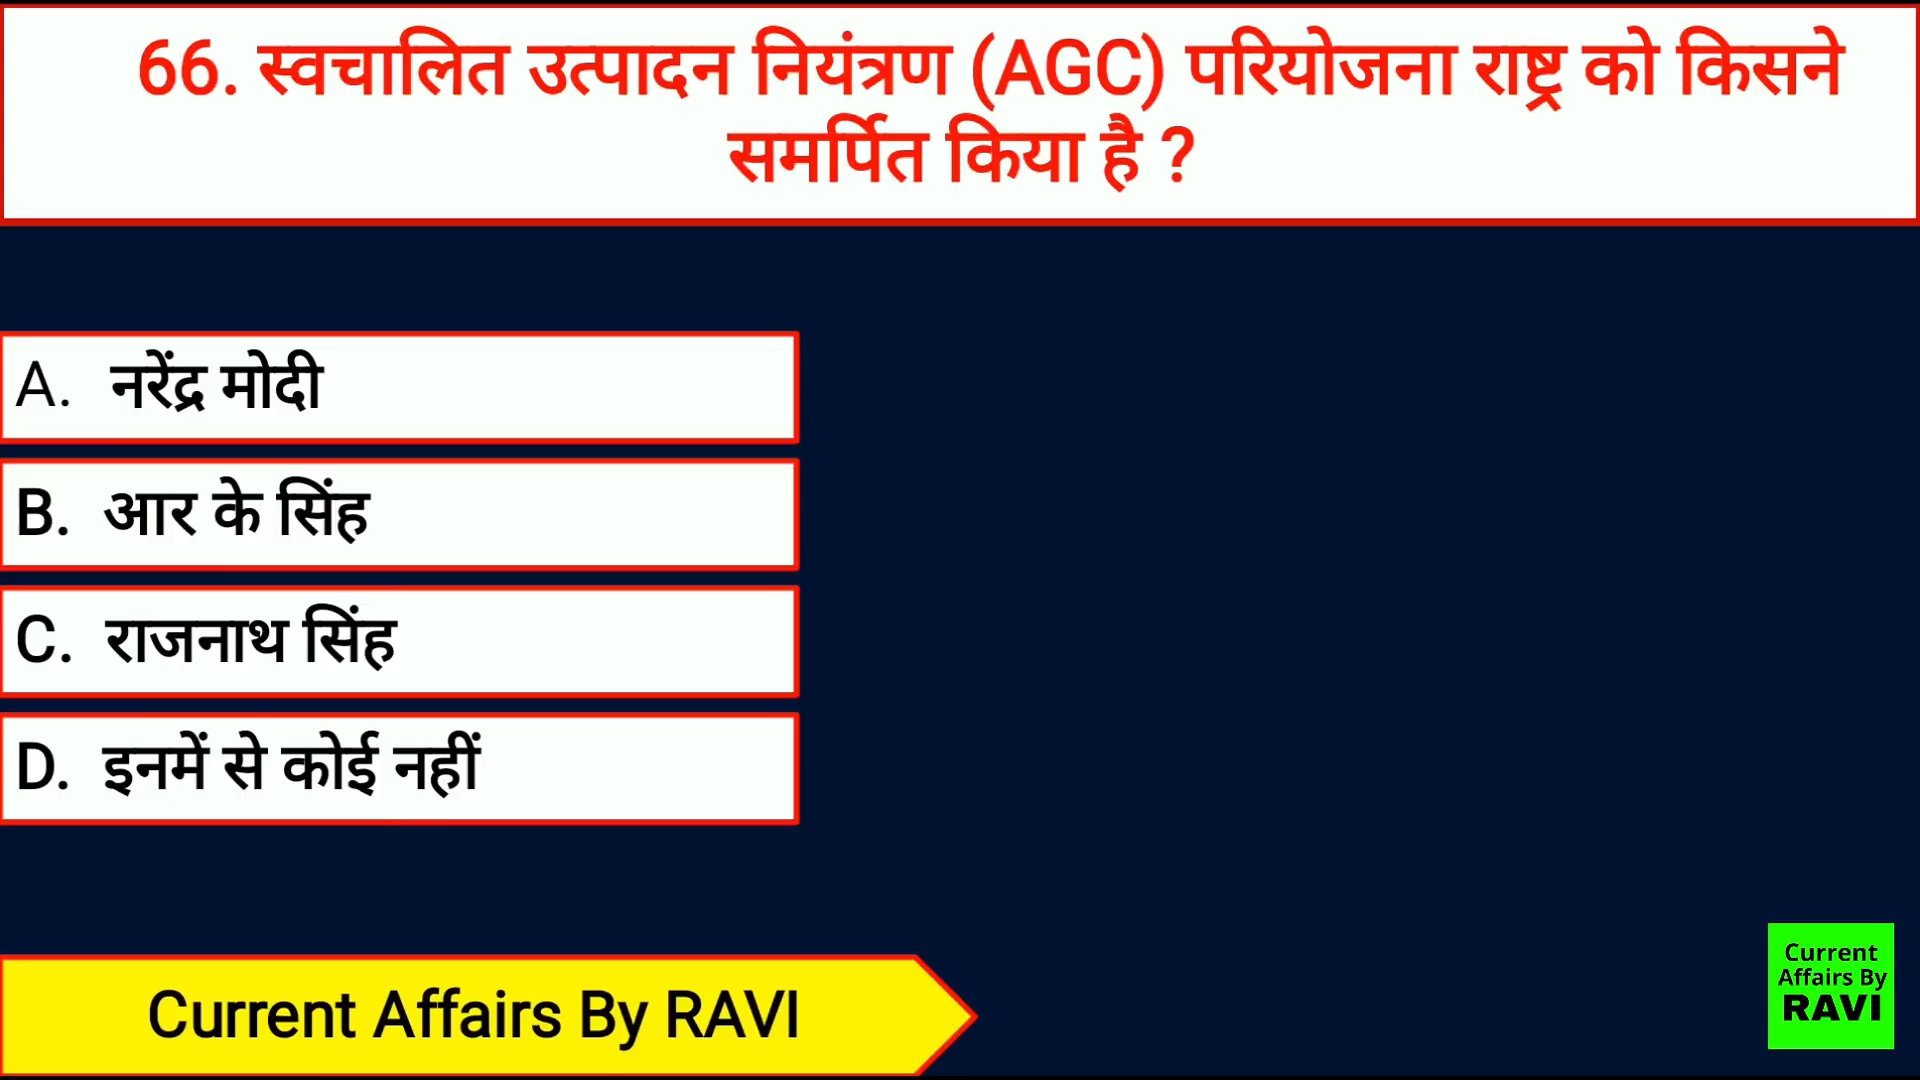 66. स्वचालित उत्पादन नियंत्रण (AGC) परियोजना राष्ट्र को किसने
समर्पित किया है ?
A. नरेंद्र मोदी
B. आर के सिंह
C. राजनाथ सिंह
D. इनमें से कोई नहीं
Current Affairs By RAVI
Current
Affairs By
RAVI